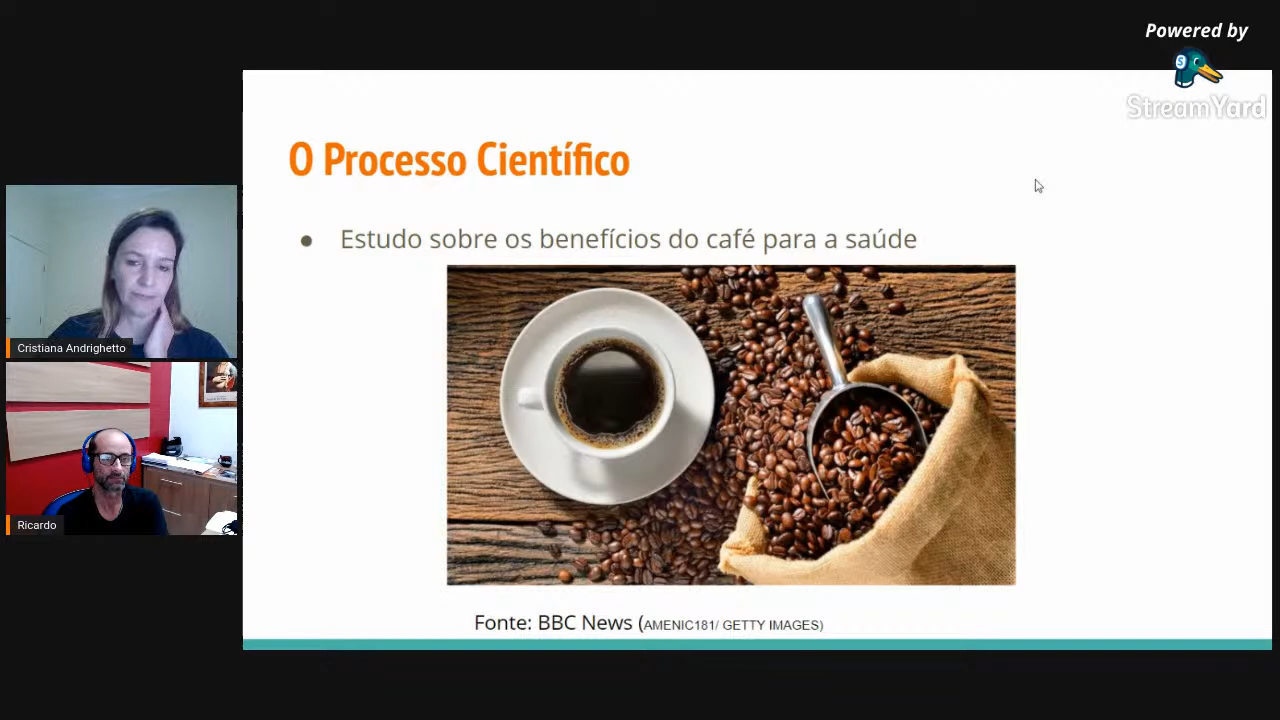 Powered by
StreamYard
O Processo Científico
● Estudo sobre os benefícios do café para a saúde
Cristiana Andrighetto
Ricardo
Fonte: BBC News (AMENIC181/ GETTY IMAGES)